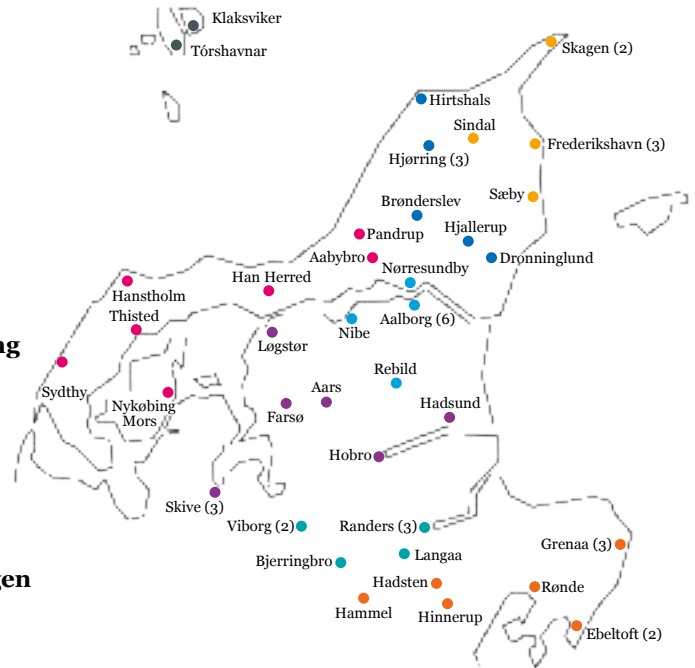 Klaksviker
Tórshavnar
Skagen (2)
Hirtshals
Sindal
Frederikshavn (3)
Hjørring (3)
Sæby
Brønderslev
Pandrup
Hjallerup
Aabybro
Dronninglund
Nørresundby
Han Herred
Hanstholm
Thisted
Aalborg (6)
Nibe
Løgstør
ng
Sydthy
Rebild
Aars
Nykøbing
Mors
Farsø
Hadsund
Hobro
Skive (3)
Viborg (2)
Randers (3)
Grenaa (3)
Bjerringbro
Langaa
gen
Hadsten
Rønde
Hammel
Hinnerup
Ebeltoft (2)